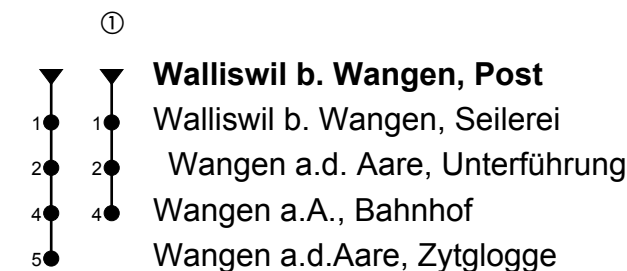 ①
Walliswil b. Wangen, Post
1 1 Walliswil b. Wangen, Seilerei
2 2 Wangen a.d. Aare, Unterführung
4 4 Wangen a.A., Bahnhof
5 Wangen a.d.Aare, Zytglogge